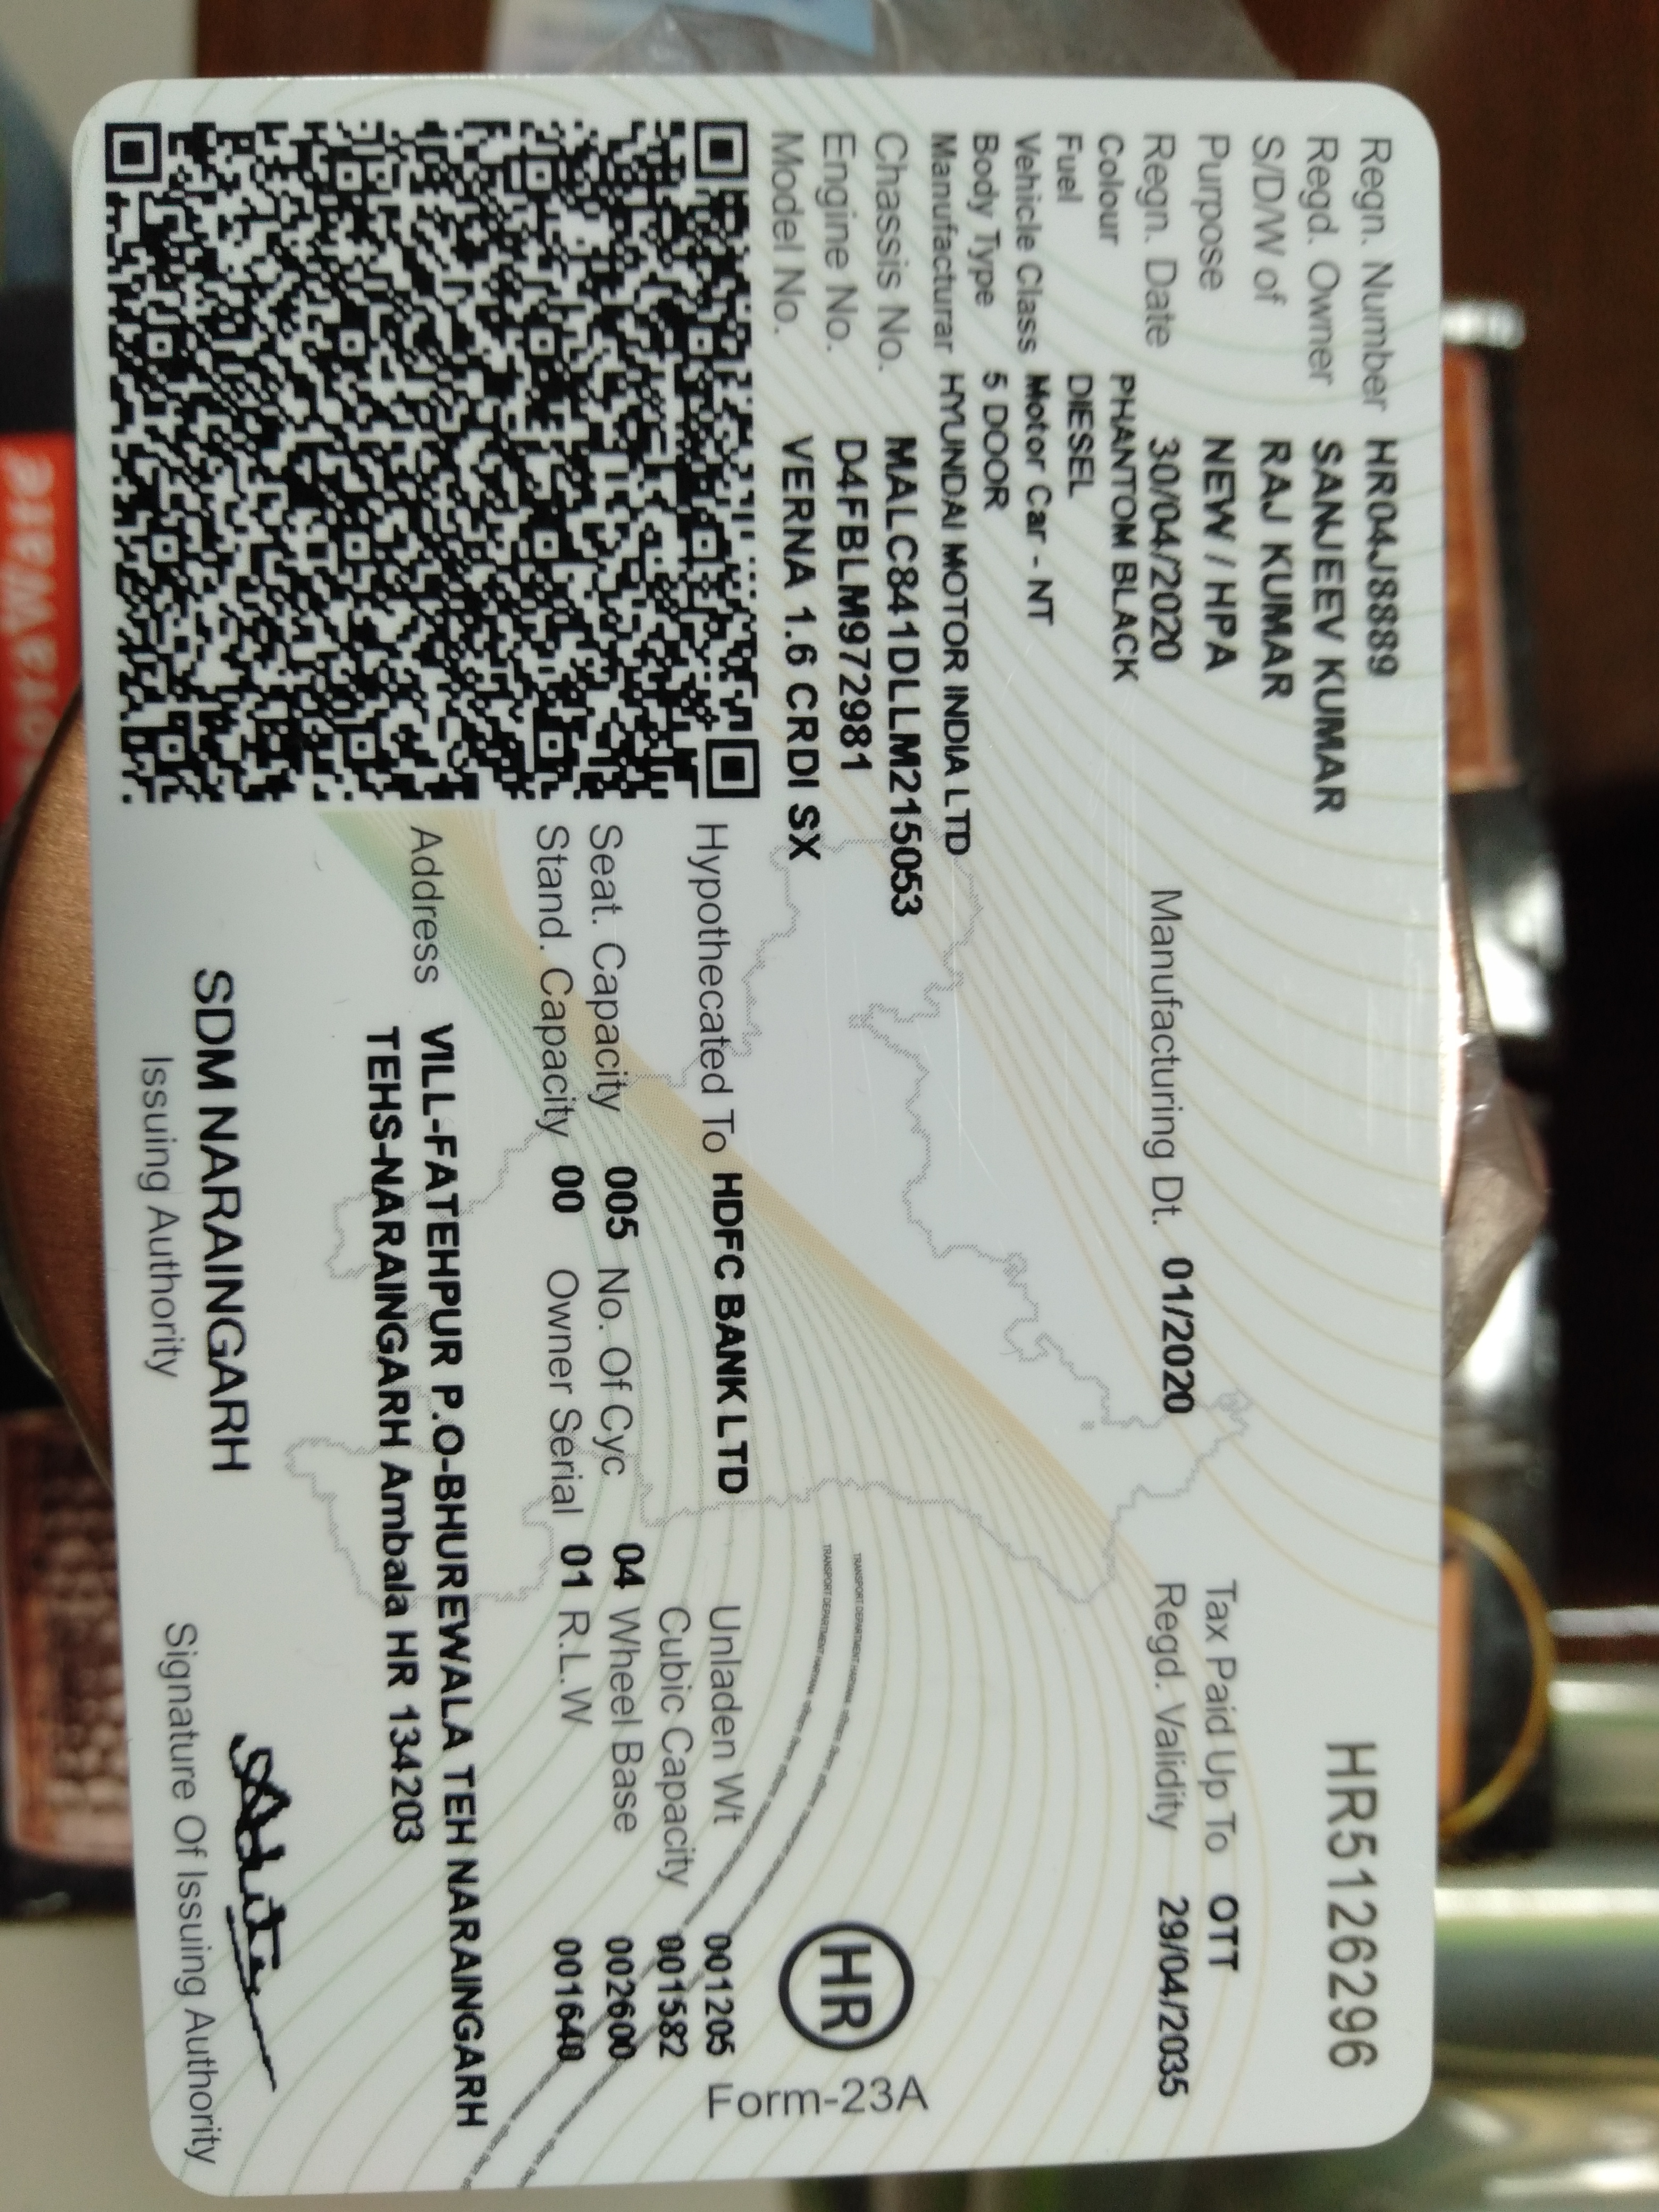 HR5126296
Regn. Number HR04J8889
Regd. Owner SANJEEV KUMAR
S/D/W of RAJ KUMAR
Purpose NEW / HPA Tax Paid Up To OTT
Regn. Date 30/04/2020 Manufacturing Dt. 01/2020 Regd. Validity 29/04/2035
Colour PHANTOM BLACK
Fuel DIESEL
Vehicle Class Motor Car - NT
Body Type 5 DOOR
Manufacturar HYUNDAI MOTOR INDIA LTD
Chassis No. MALC841DLLM215053
HR
Form-23A
Engine No. D4FBLM972981
Model No. VERNA 1.6 CRDI SX
Hypothecated To HDFC BANK LTD Unladen Wt 001205
Cubic Capacity 001582
Seat. Capacity 005 No. Of Cyc 04 Wheel Base 002600
Stand. Capacity 00 Owner Serial 01 R.L.W 001640
Address VILL-FATEHPUR P.O-BHUREWALA TEH NARAINGARH
TEHS-NARAINGARH Ambala HR 134203
SDM NARAINGARH
Issuing Authority
Signature Of Issuing Authority